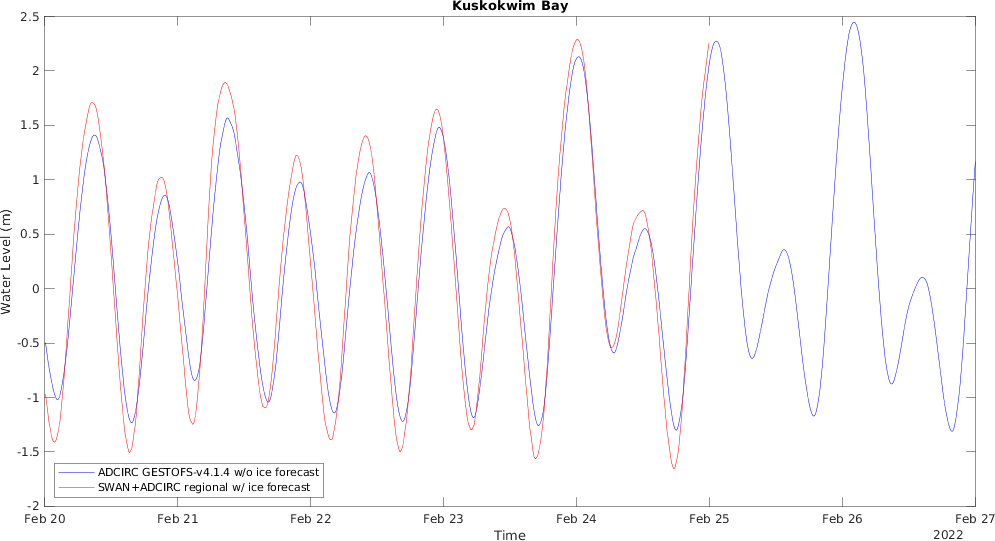 Kuskokwim Bay
2.5
2
1.5
1
0.5
0
-0.5
-1
-1.5
-2
Water Level (m)
ADCIRC GESTOFS-v4.1.4 w/o ice forecast
SWAN+ADCIRC regional w/ ice forecast
Feb 20 Feb 21 Feb 22 Feb 23 Feb 24 Feb 25 Feb 26 Feb 27
Time
2022